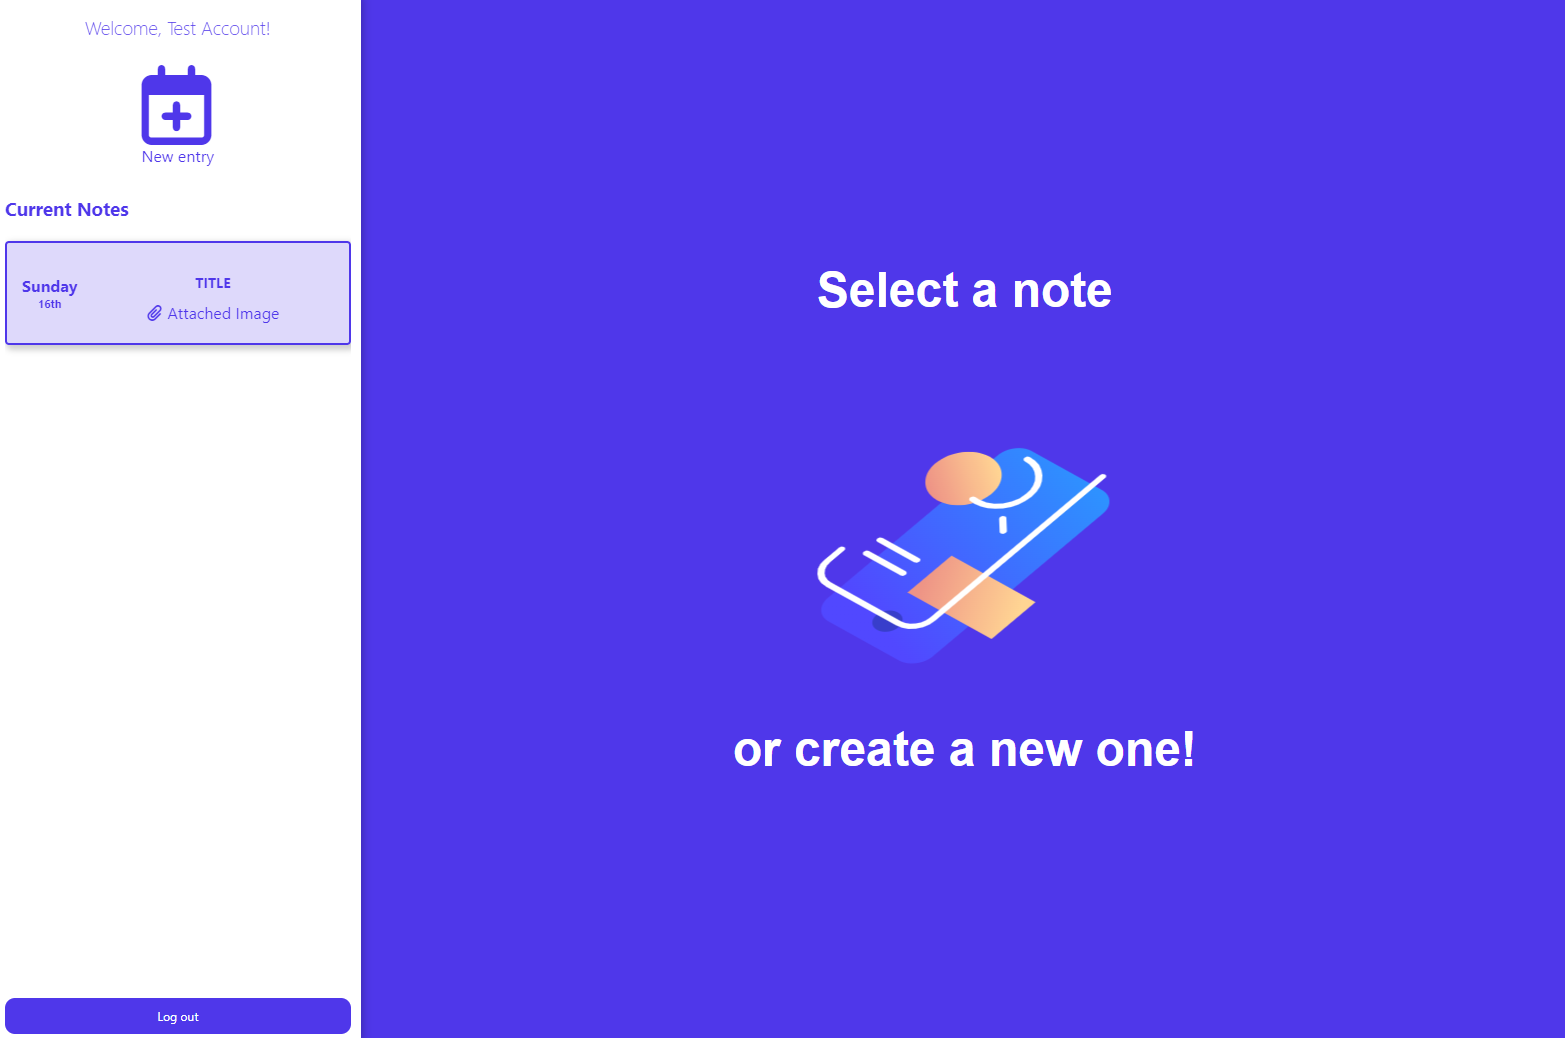 Welcome, Test Account!
New entry
Current Notes
Sunday
16th
TITLE
Attached Image
Log out
Select a note
or create a new one!